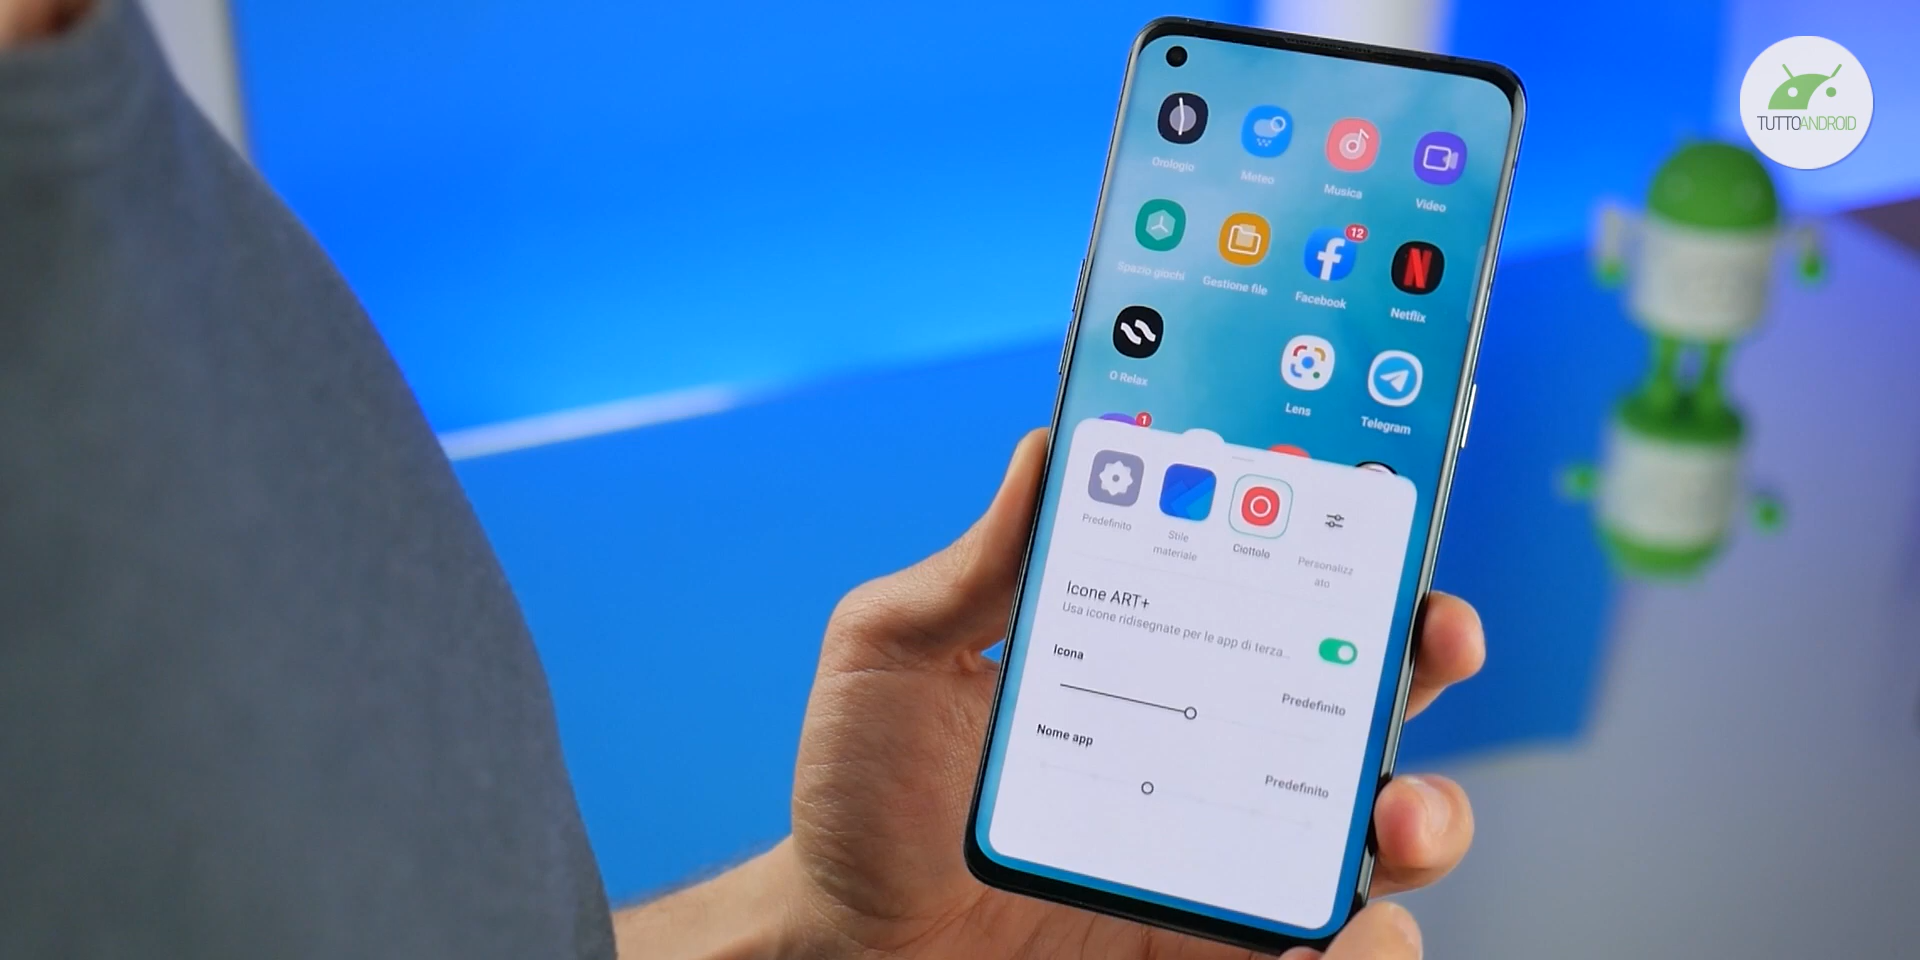 TUTTOANDROID
Orologio
Meteo
Musica
Video
Spazio giochi
Gestione file
12
Facebook
N
Netflix
O Relax
Lens
Telegram
1
Predefinito
Stile
materiale
Ciottolo
Personalizz
ato
Icone ART+
Usa icone ridisegnate per le app di terza...
Icona
Predefinito
Nome app
Predefinito